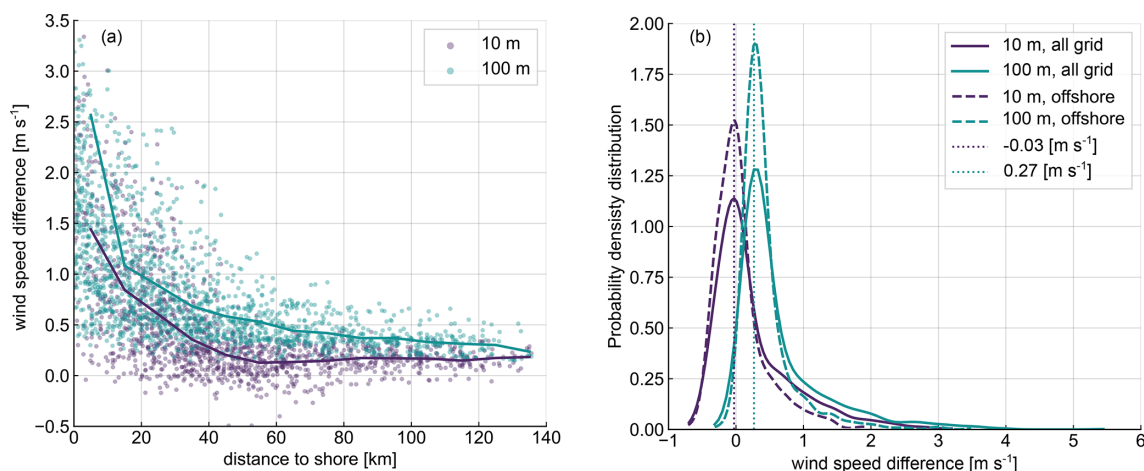 (a)
10 m
100 m
3.5
3.0
2.5
2.0
1.5
1.0
0.5
0.0
−0.5
wind speed difference [m s⁻¹]
0 20 40 60 80 100 120 140
distance to shore [km]
(b)
10 m, all grid
100 m, all grid
10 m, offshore
100 m, offshore
-0.03 [m s⁻¹]
0.27 [m s⁻¹]
2.00
1.75
1.50
1.25
1.00
0.75
0.50
0.25
0.00
Probability densisty distribution
−1 0 1 2 3 4 5 6
wind speed difference [m s⁻¹]